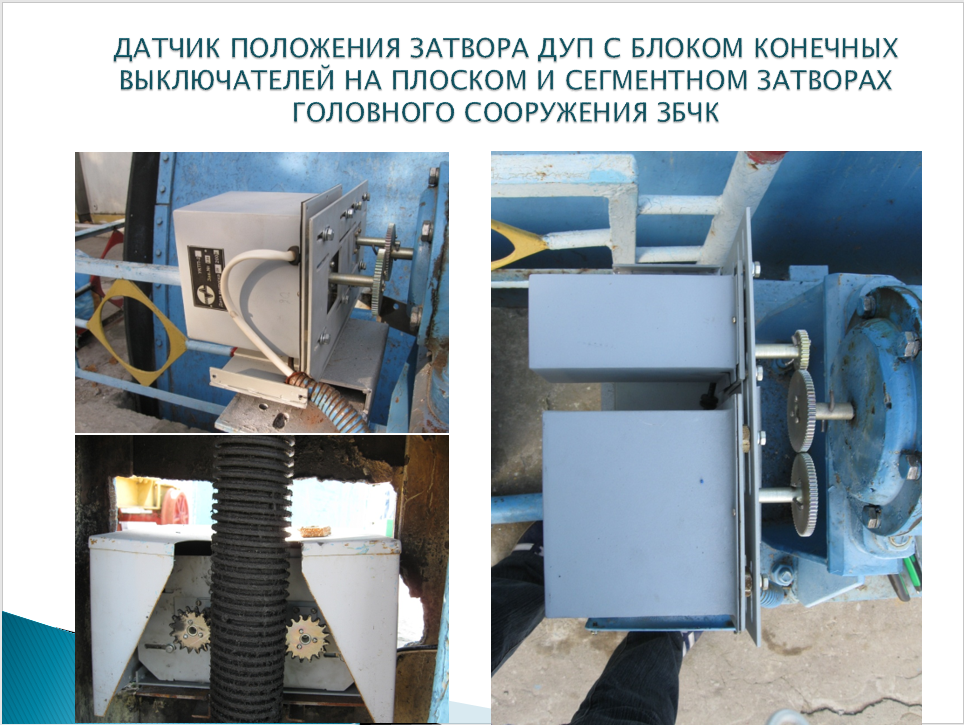 ДАТЧИК ПОЛОЖЕНИЯ ЗАТВОРА ДУП С БЛОКОМ КОНЕЧНЫХ
ВЫКЛЮЧАТЕЛЕЙ НА ПЛОСКОМ И СЕГМЕНТНОМ ЗАТВОРАХ
ГОЛОВНОГО СООРУЖЕНИЯ ЗБЧК